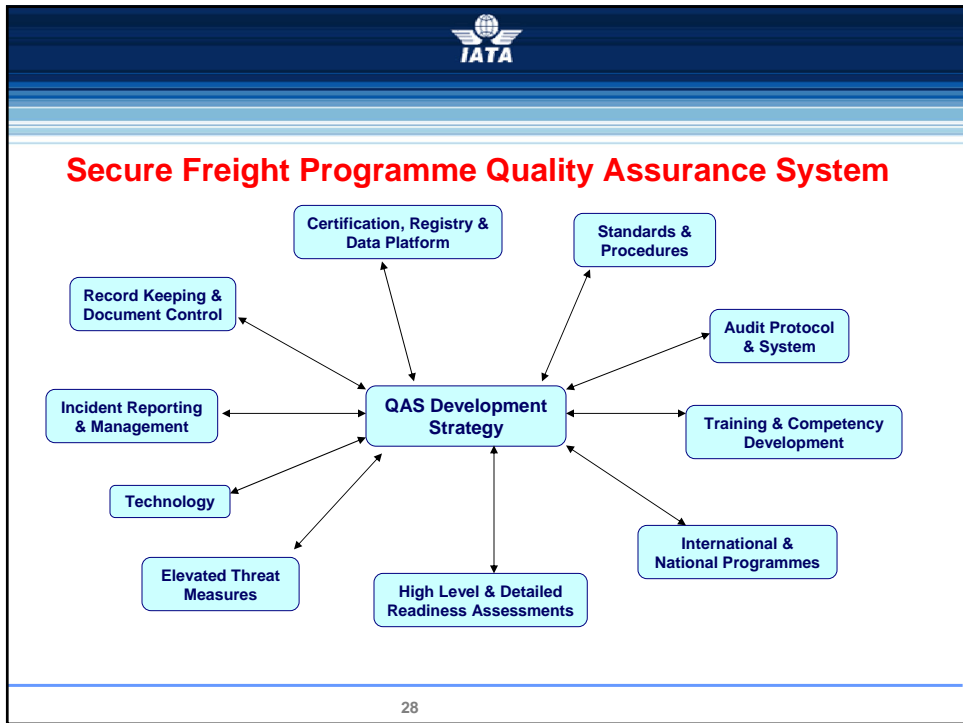 IATA
Secure Freight Programme Quality Assurance System
Certification, Registry &
Data Platform
Standards &
Procedures
Record Keeping &
Document Control
Audit Protocol
& System
Incident Reporting
& Management
QAS Development
Strategy
Training & Competency
Development
Technology
International &
National Programmes
Elevated Threat
Measures
High Level & Detailed
Readiness Assessments
28